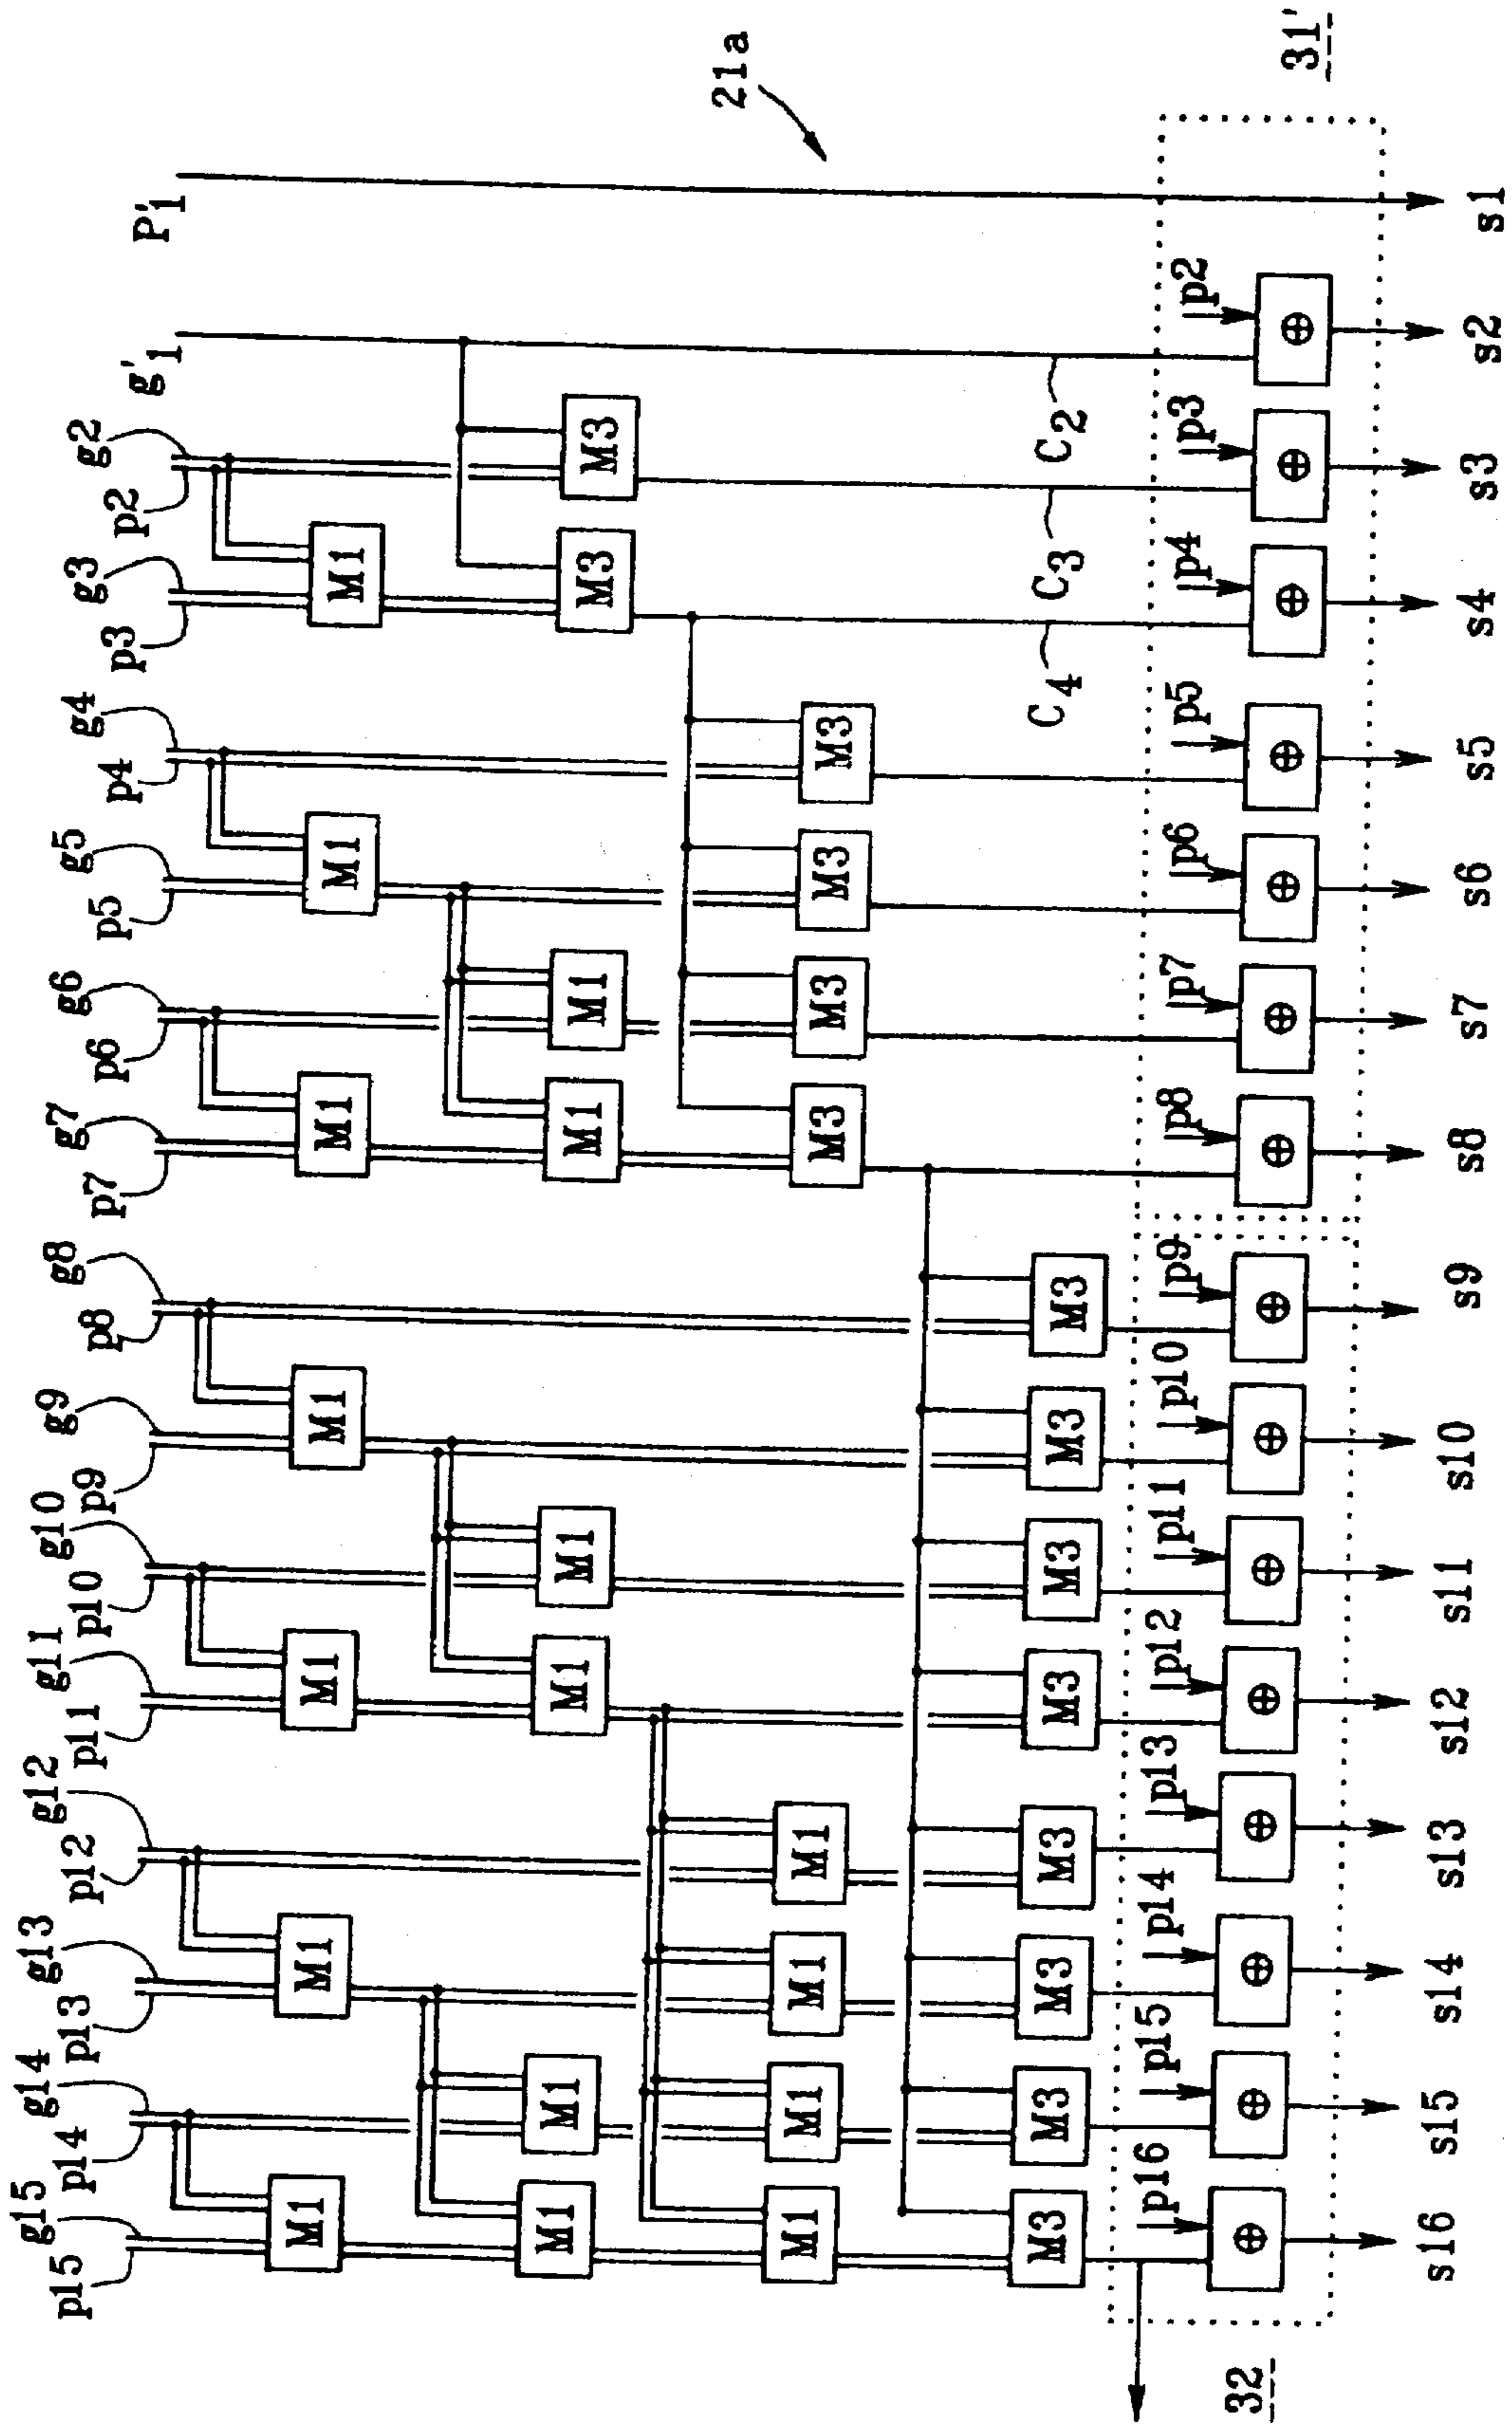 p15 g15 p14 g14 p13 g13 p12 g12 p11 g11 p10 g10 p9 g9 p8 g8 p7 g7 p6 g6 p5 g5 p4 g4 p3 g3 p2 g2 g'1 P'1
21a
M1 M1 M1 M1 M1 M1 M1 M1
M1 M1 M1 M1 M1 M1 M3 M3
M1 M1 M1 M1 M3 M3 M3 M3
M3 M3 M3 M3 M3 M3 M3 M3
C4 C3 C2
p16 p15 p14 p13 p12 p11 p10 p9 p8 p7 p6 p5 p4 p3 p2
⊕ ⊕ ⊕ ⊕ ⊕ ⊕ ⊕ ⊕ ⊕ ⊕ ⊕ ⊕ ⊕ ⊕ ⊕
32 31'
s16 s15 s14 s13 s12 s11 s10 s9 s8 s7 s6 s5 s4 s3 s2 s1